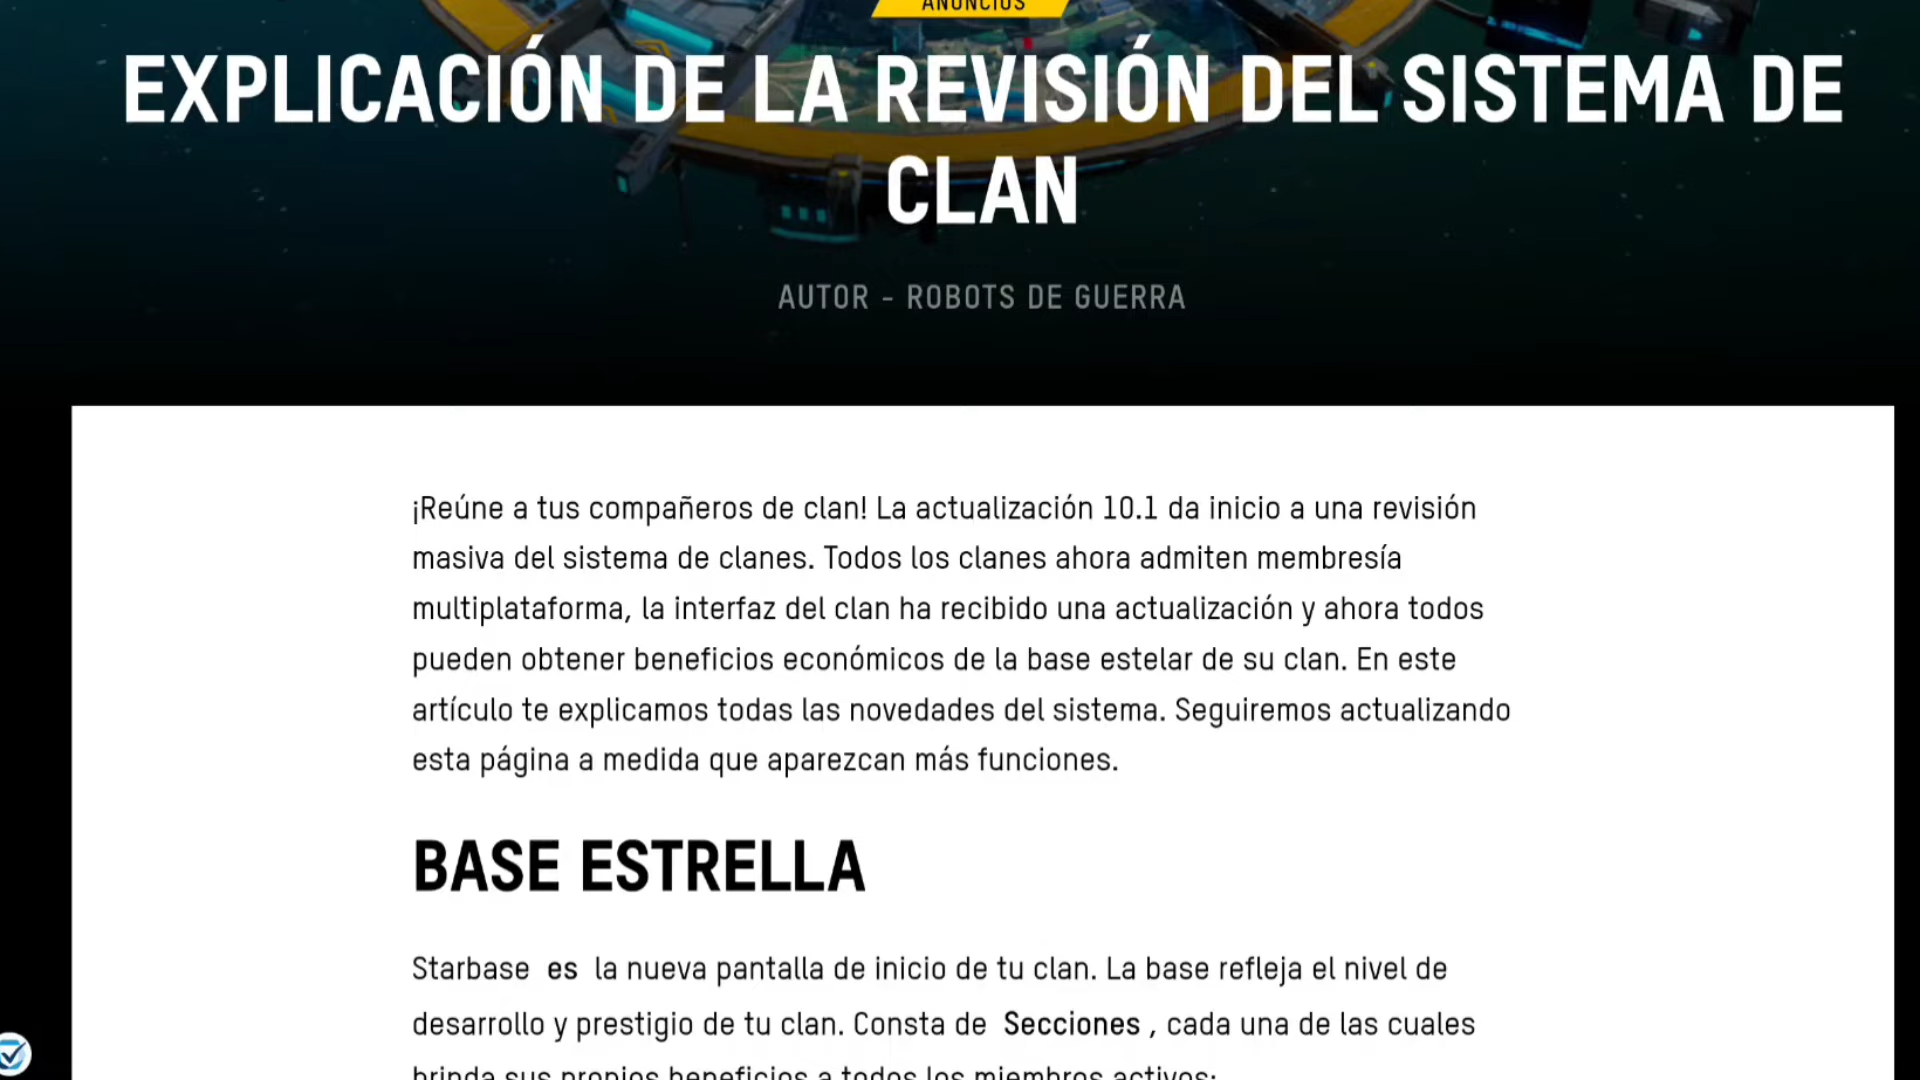 ANUNCIOS
EXPLICACIÓN DE LA REVISIÓN DEL SISTEMA DE
CLAN
AUTOR - ROBOTS DE GUERRA
¡Reúne a tus compañeros de clan! La actualización 10.1 da inicio a una revisión
masiva del sistema de clanes. Todos los clanes ahora admiten membresía
multiplataforma, la interfaz del clan ha recibido una actualización y ahora todos
pueden obtener beneficios económicos de la base estelar de su clan. En este
artículo te explicamos todas las novedades del sistema. Seguiremos actualizando
esta página a medida que aparezcan más funciones.
BASE ESTRELLA
Starbase es la nueva pantalla de inicio de tu clan. La base refleja el nivel de
desarrollo y prestigio de tu clan. Consta de Secciones , cada una de las cuales
brinda sus propios beneficios a todos los miembros activos: